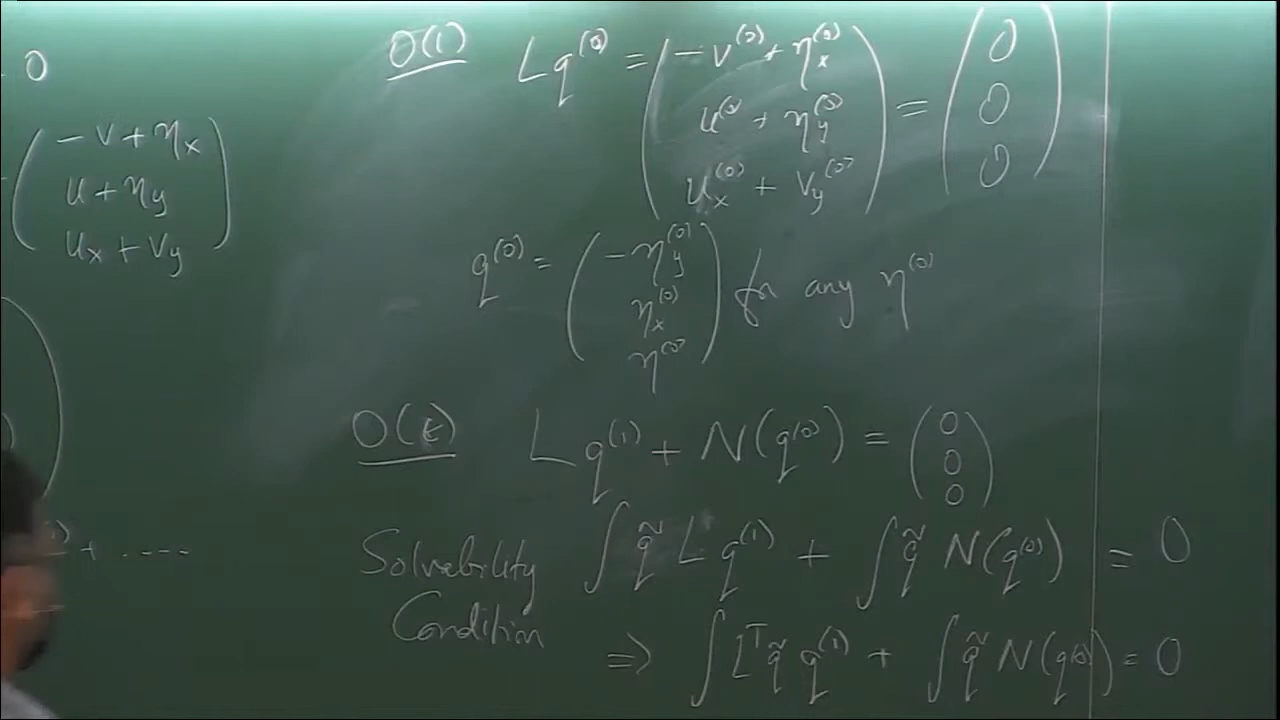 0
( −v + η_x
u + η_y
u_x + v_y )
+ ....
O(1) L q^(0) = ( −v^(0) + η_x^(0)
u^(0) + η_y^(0)
u_x^(0) + v_y^(0) ) = ( 0
0
0 )
q^(0) = ( −η_y^(0)
η_x^(0)
η^(0) ) for any η^(0)
O(ε) L q^(1) + N(q^(0)) = ( 0
0
0 )
Solvability ∫ q̃ L q^(1) + ∫ q̃ N(q^(0)) = 0
Condition
⇒ ∫ L^T q̃ q^(1) + ∫ q̃ N(q^(0)) = 0